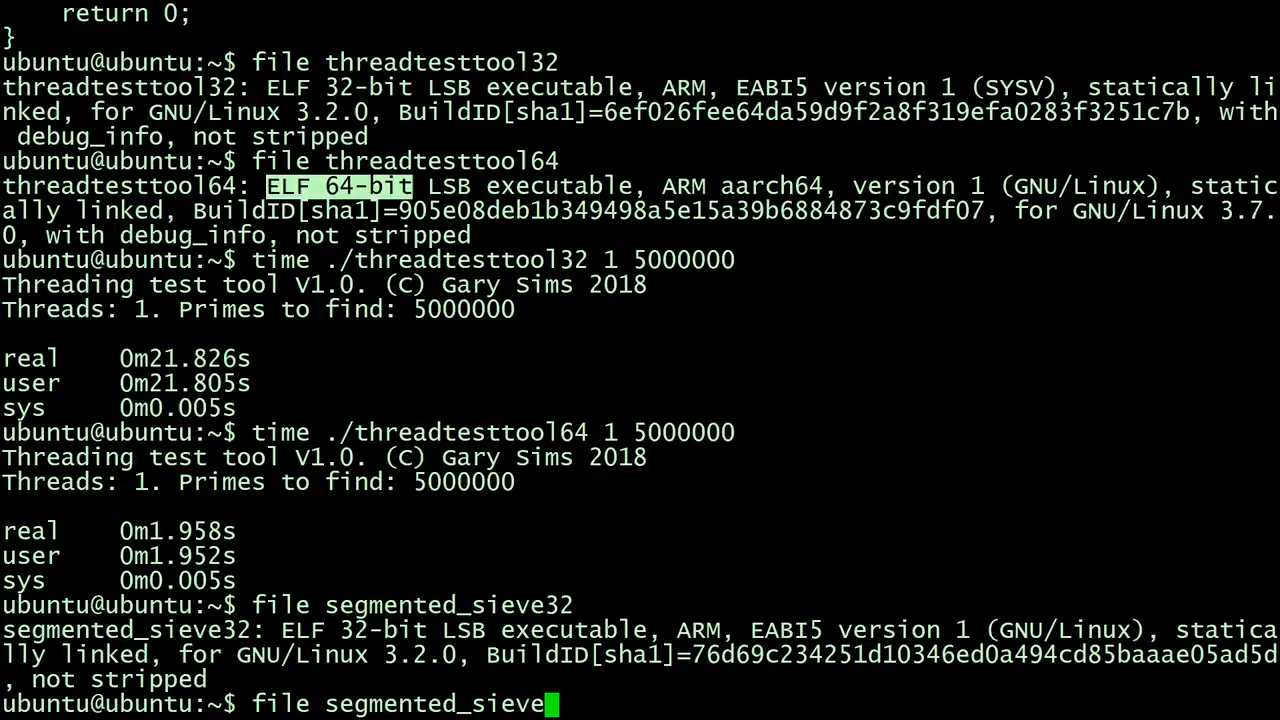 return 0;
}
ubuntu@ubuntu:~$ file threadtesttool32
threadtesttool32: ELF 32-bit LSB executable, ARM, EABI5 version 1 (SYSV), statically li
nked, for GNU/Linux 3.2.0, BuildID[sha1]=6ef026fee64da59d9f2a8f319efa0283f3251c7b, with
 debug_info, not stripped
ubuntu@ubuntu:~$ file threadtesttool64
threadtesttool64: ELF 64-bit LSB executable, ARM aarch64, version 1 (GNU/Linux), static
ally linked, BuildID[sha1]=905e08deb1b349498a5e15a39b6884873c9fdf07, for GNU/Linux 3.7.
0, with debug_info, not stripped
ubuntu@ubuntu:~$ time ./threadtesttool32 1 5000000
Threading test tool V1.0. (C) Gary Sims 2018
Threads: 1. Primes to find: 5000000

real    0m21.826s
user    0m21.805s
sys     0m0.005s
ubuntu@ubuntu:~$ time ./threadtesttool64 1 5000000
Threading test tool V1.0. (C) Gary Sims 2018
Threads: 1. Primes to find: 5000000

real    0m1.958s
user    0m1.952s
sys     0m0.005s
ubuntu@ubuntu:~$ file segmented_sieve32
segmented_sieve32: ELF 32-bit LSB executable, ARM, EABI5 version 1 (GNU/Linux), statica
lly linked, for GNU/Linux 3.2.0, BuildID[sha1]=76d69c234251d10346ed0a494cd85baaae05ad5d
, not stripped
ubuntu@ubuntu:~$ file segmented_sieve